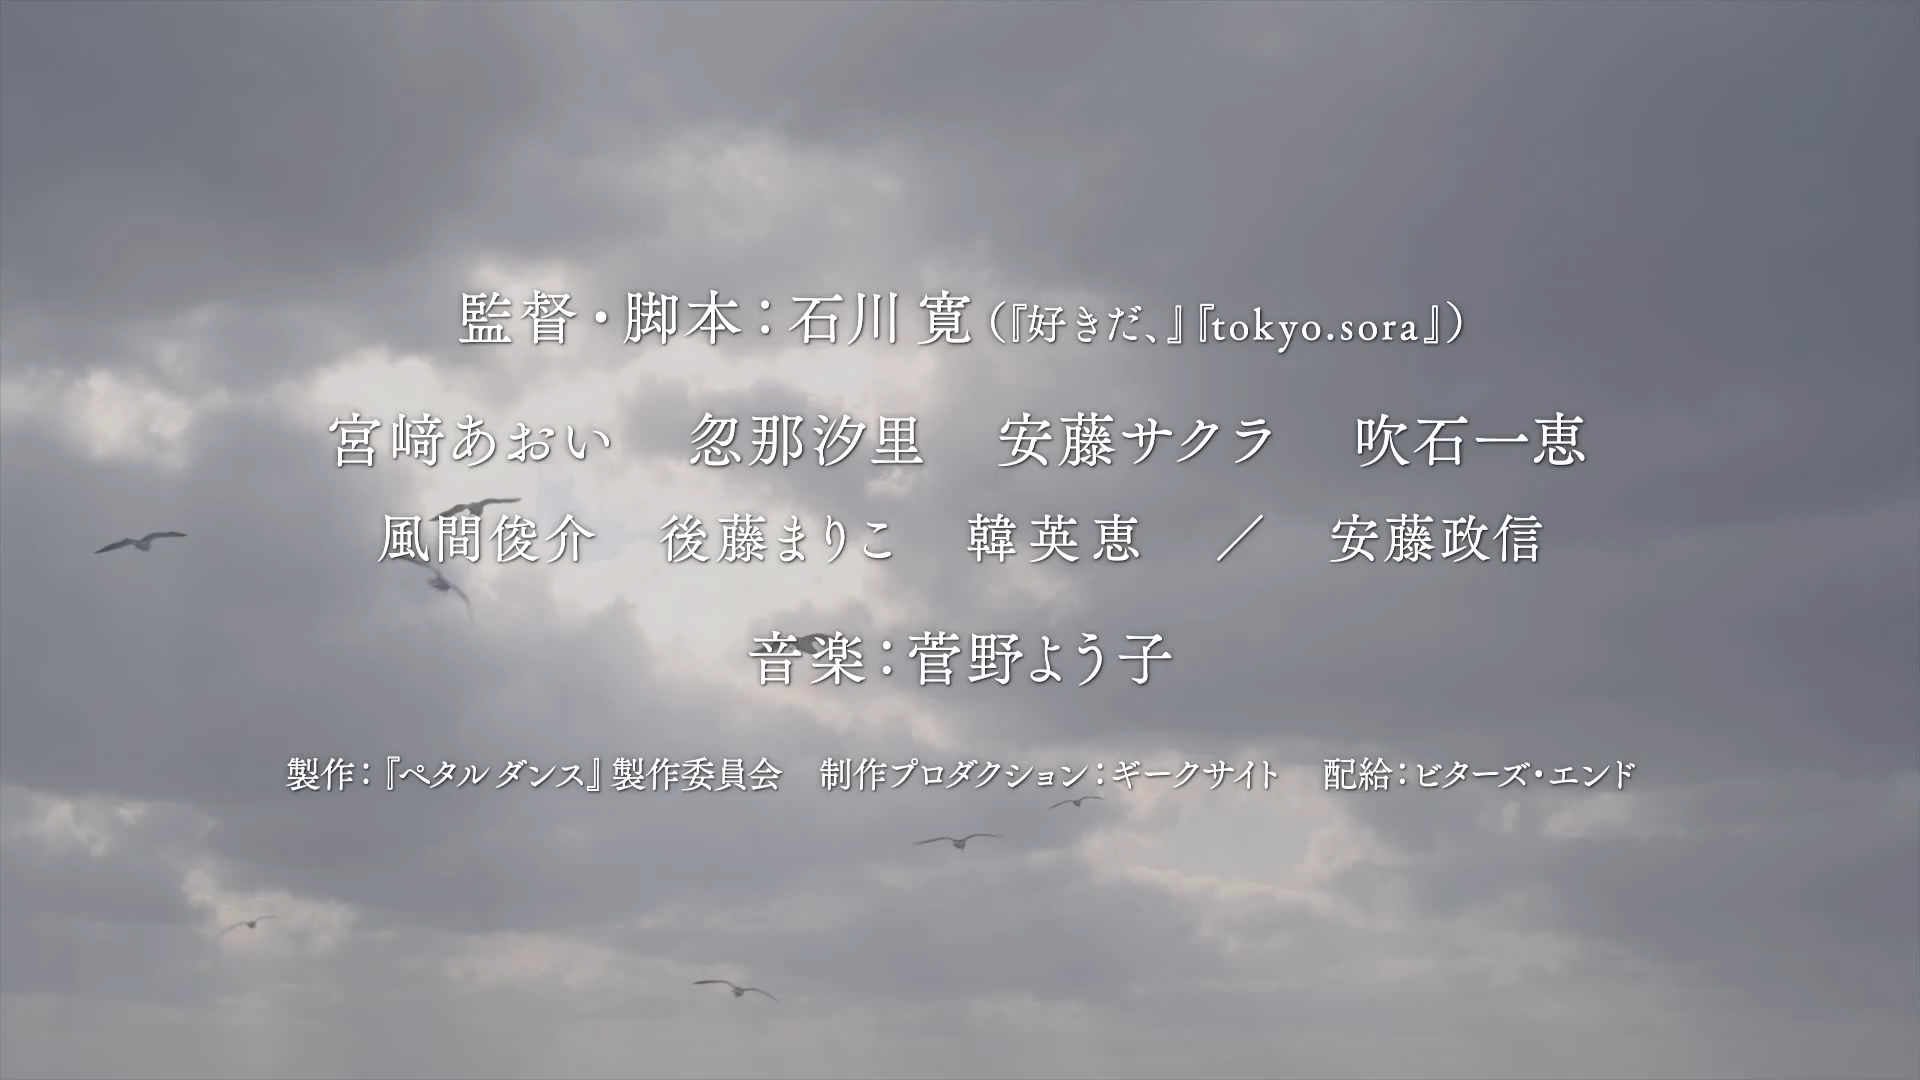 監督・脚本：石川 寛（『好きだ、』『tokyo.sora』）
宮﨑あおい　忽那汐里　安藤サクラ　吹石一恵
風間俊介　後藤まりこ　韓英恵　／　安藤政信
音楽：菅野よう子
製作：『ペタル ダンス』製作委員会　制作プロダクション：ギークサイト　配給：ビターズ・エンド